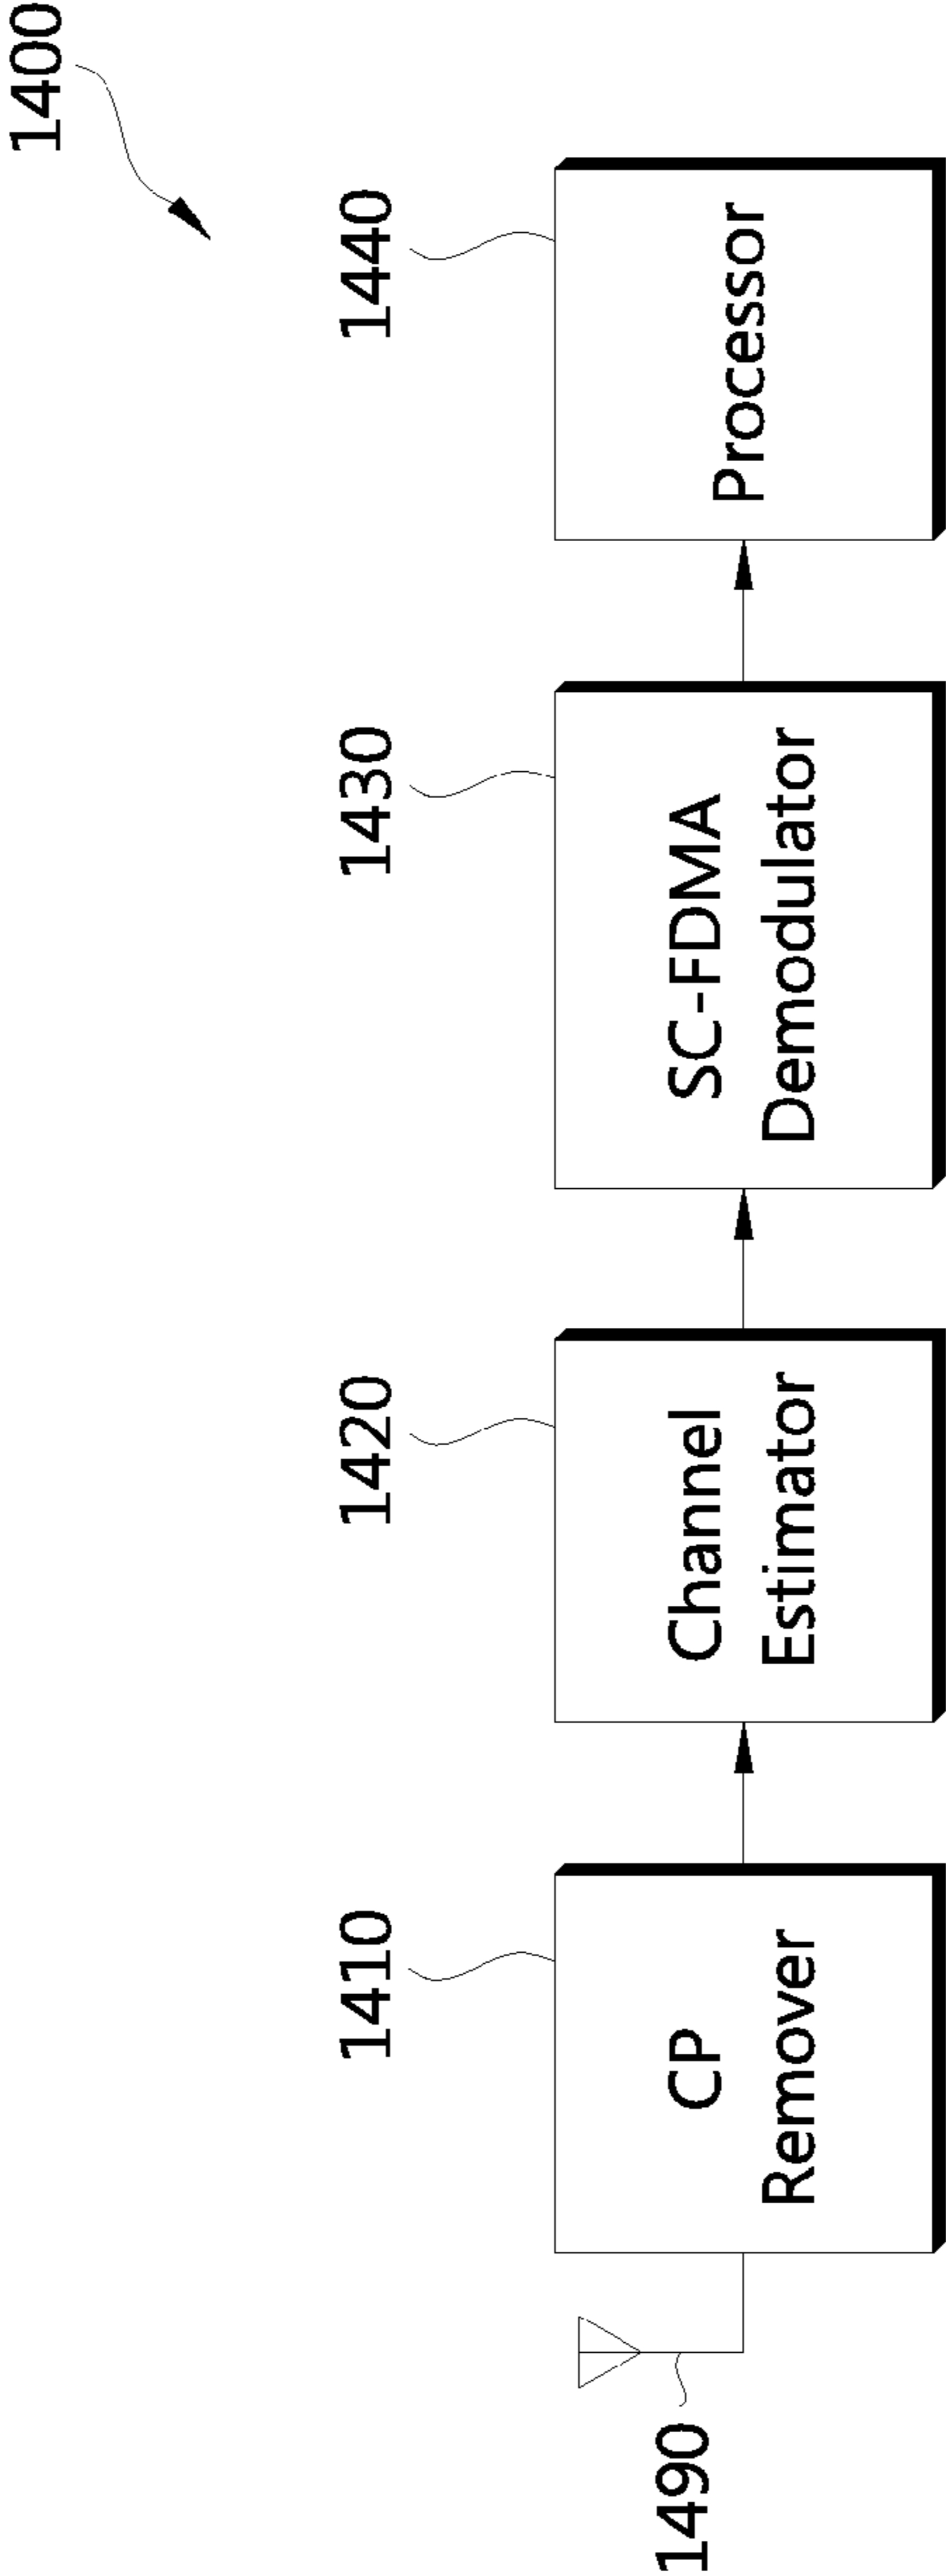 1400
1410
1420
1430
1440
CP
Remover
Channel
Estimator
SC-FDMA
Demodulator
Processor
1490